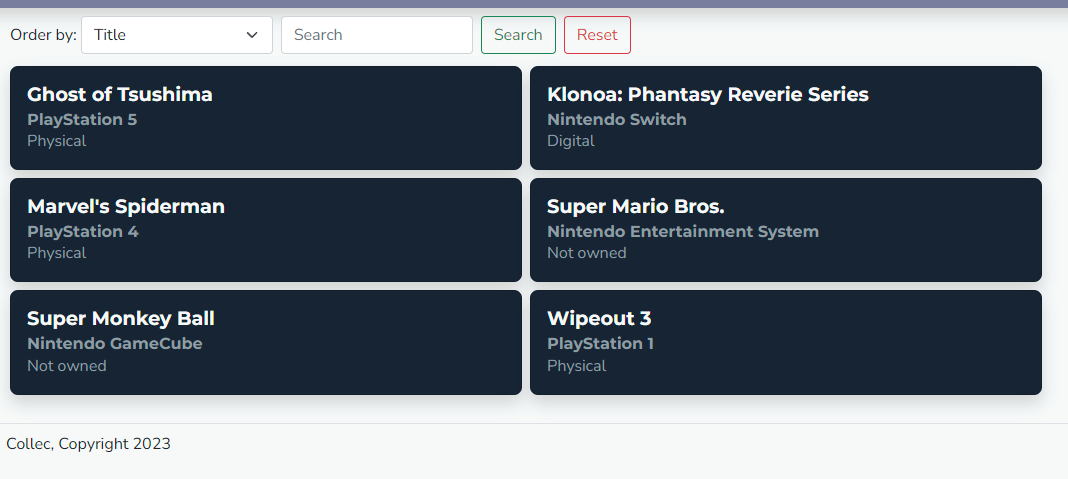 Order by: Title Search Search Reset
Ghost of Tsushima
PlayStation 5
Physical
Klonoa: Phantasy Reverie Series
Nintendo Switch
Digital
Marvel's Spiderman
PlayStation 4
Physical
Super Mario Bros.
Nintendo Entertainment System
Not owned
Super Monkey Ball
Nintendo GameCube
Not owned
Wipeout 3
PlayStation 1
Physical
Collec, Copyright 2023